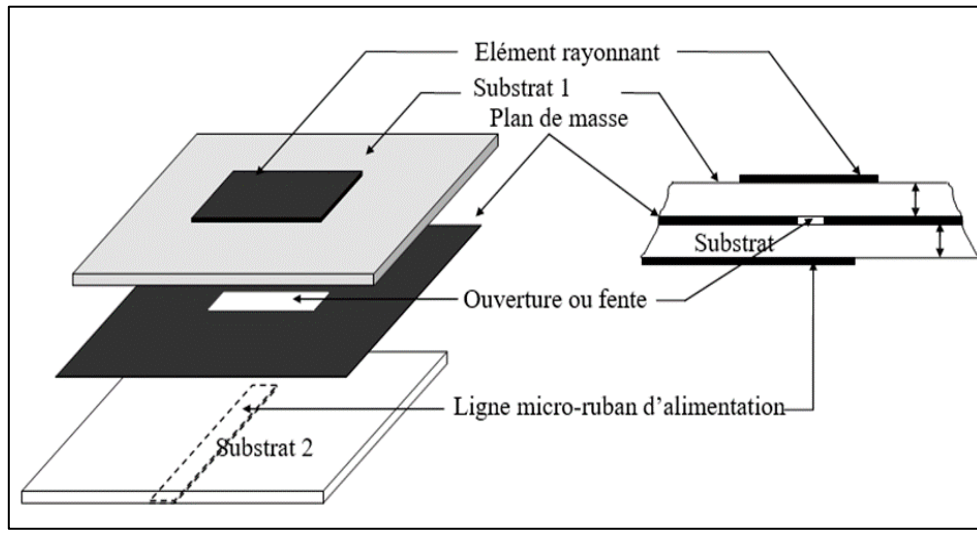 Elément rayonnant
Substrat 1
Plan de masse
Substrat
Ouverture ou fente
Ligne micro-ruban d'alimentation
Substrat 2